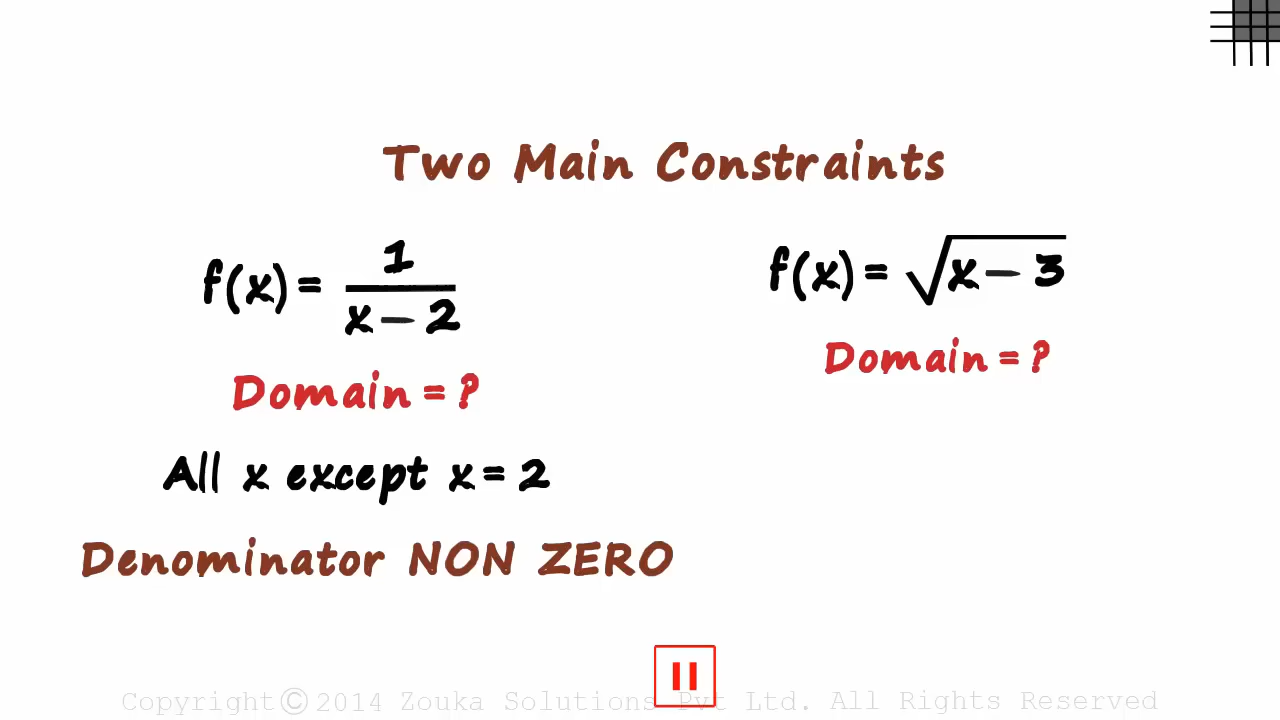 Two Main Constraints
f(x) = 1/(x − 2)
Domain = ?
All x except x = 2
Denominator NON ZERO
f(x) = √(x − 3)
Domain = ?
Copyright© 2014 Zouka Solutions Pvt Ltd. All Rights Reserved